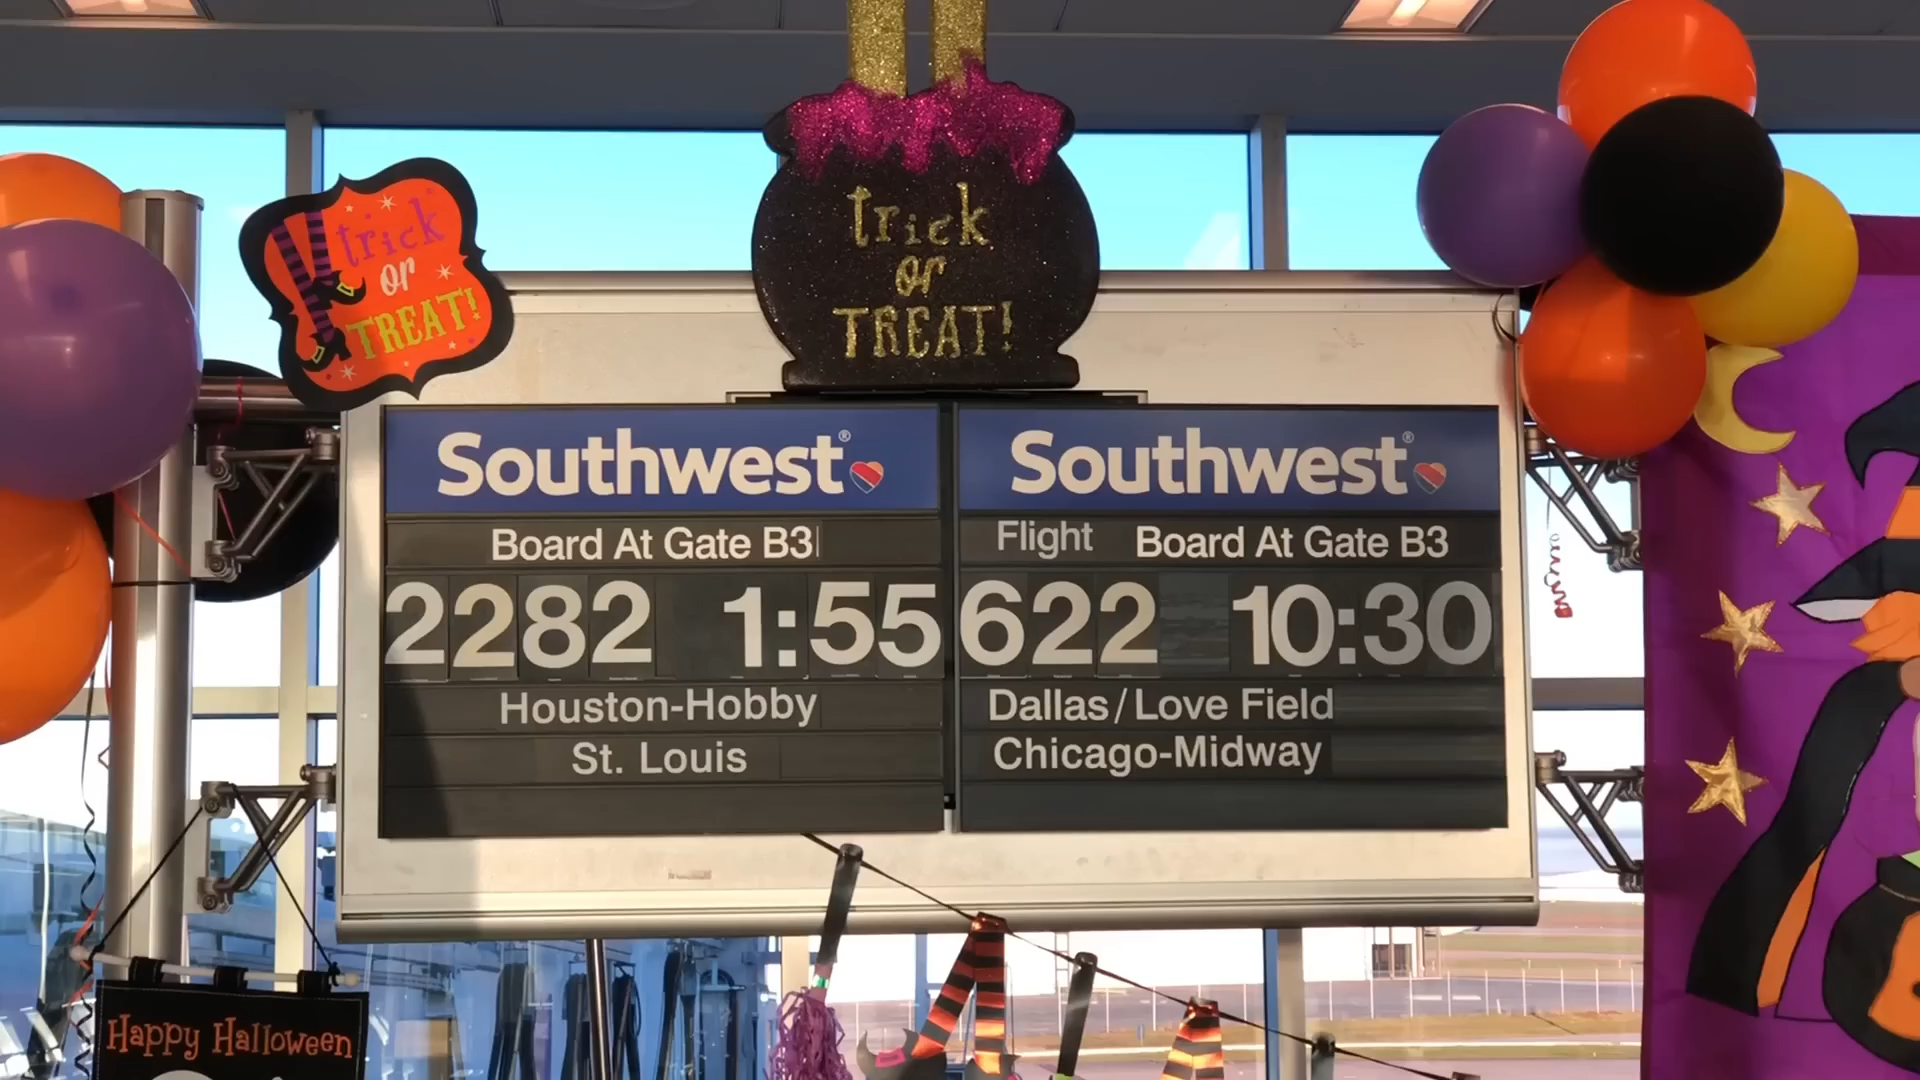 trick
or
TREAT!
trick
or
TREAT!
Southwest®
Board At Gate B3
2282 1:55
Houston-Hobby
St. Louis
Southwest®
Flight Board At Gate B3
622 10:30
Dallas/Love Field
Chicago-Midway
Happy Halloween